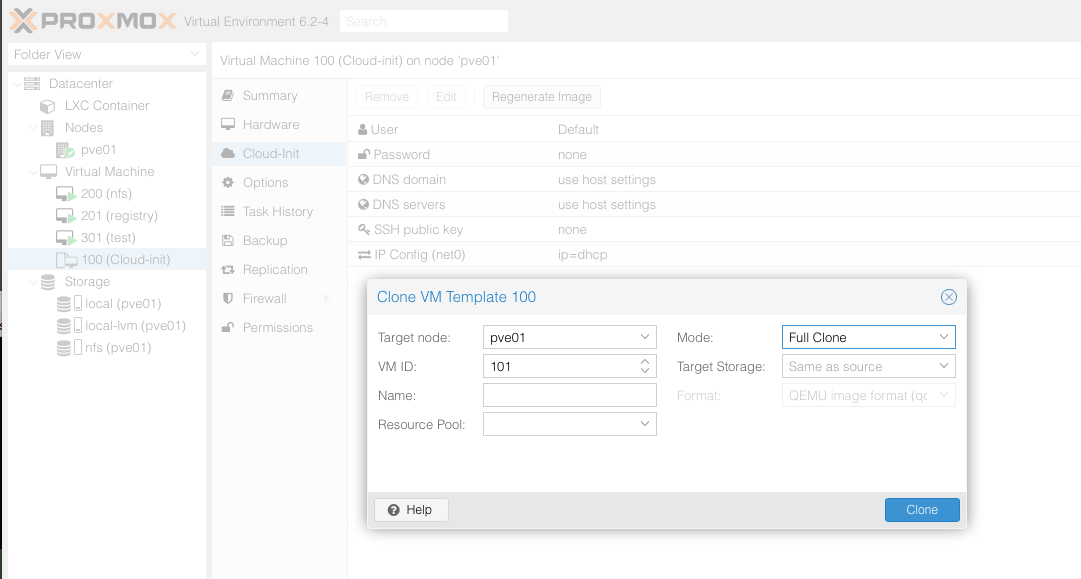 PROXMOX Virtual Environment 6.2-4 Search
Folder View
Datacenter
LXC Container
Nodes
pve01
Virtual Machine
200 (nfs)
201 (registry)
301 (test)
100 (Cloud-init)
Storage
local (pve01)
local-lvm (pve01)
nfs (pve01)
Virtual Machine 100 (Cloud-init) on node 'pve01'
Summary
Hardware
Cloud-Init
Options
Task History
Backup
Replication
Firewall
Permissions
Remove Edit Regenerate Image
User Default
Password none
DNS domain use host settings
DNS servers use host settings
SSH public key none
IP Config (net0) ip=dhcp
Clone VM Template 100
Target node: pve01
VM ID: 101
Name:
Resource Pool:
Mode: Full Clone
Target Storage: Same as source
Format: QEMU image format (qc
Help Clone